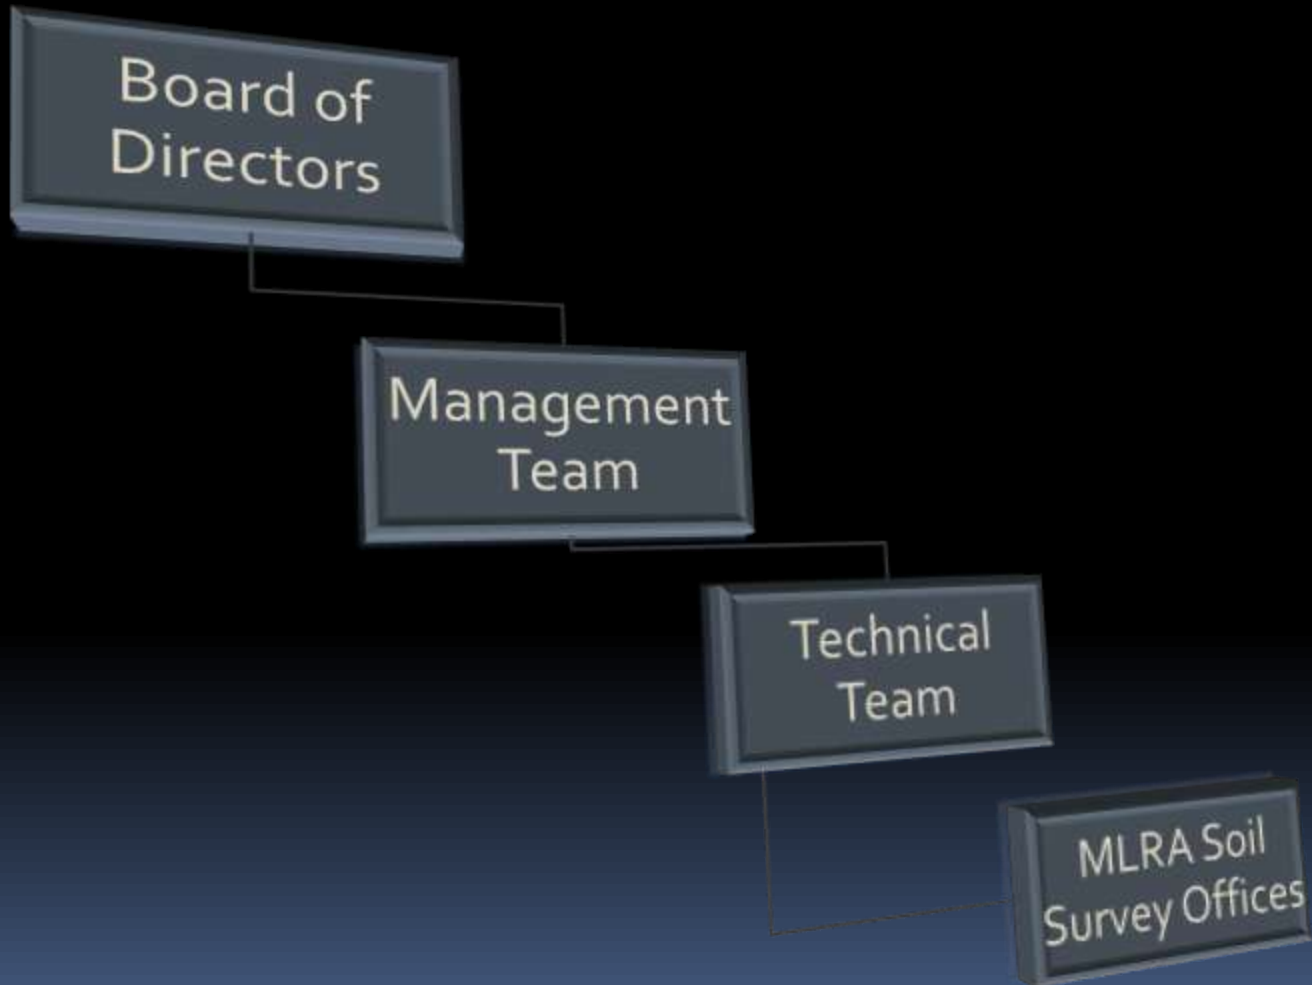 Board of
Directors
Management
Team
Technical
Team
MLRA Soil
Survey Offices